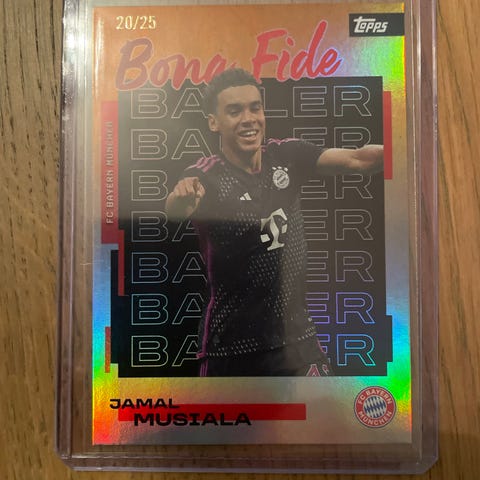 20/25
topps
Bona Fide
BALLER
BALLER
BALLER
BALLER
BALLER
BALLER
BALLER
FC BAYERN MÜNCHEN
T
JAMAL
MUSIALA
FC BAYERN
MÜNCHEN